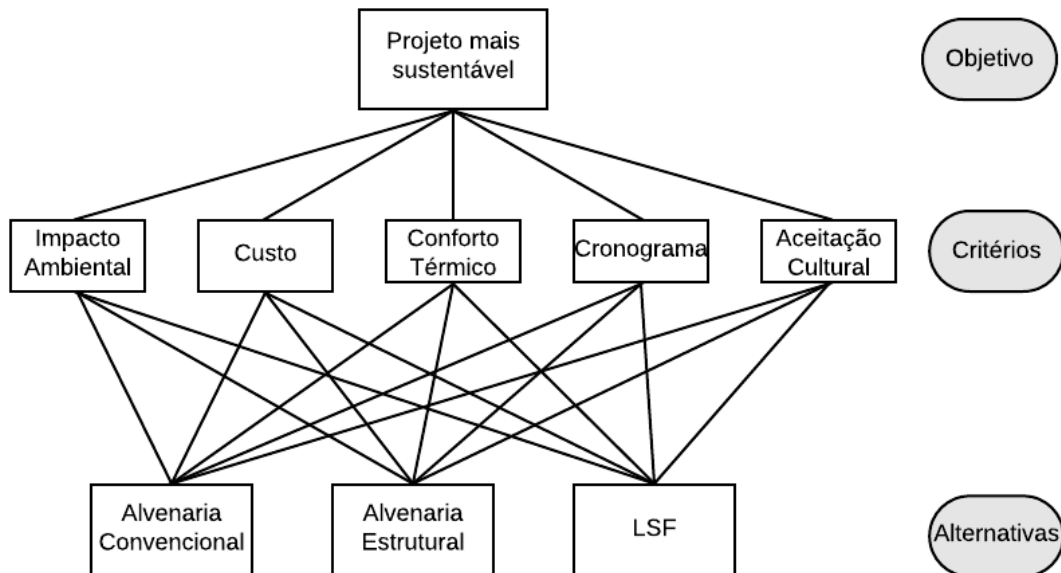 Projeto mais
sustentável
Objetivo
Impacto
Ambiental
Custo
Conforto
Térmico
Cronograma
Aceitação
Cultural
Critérios
Alvenaria
Convencional
Alvenaria
Estrutural
LSF
Alternativas